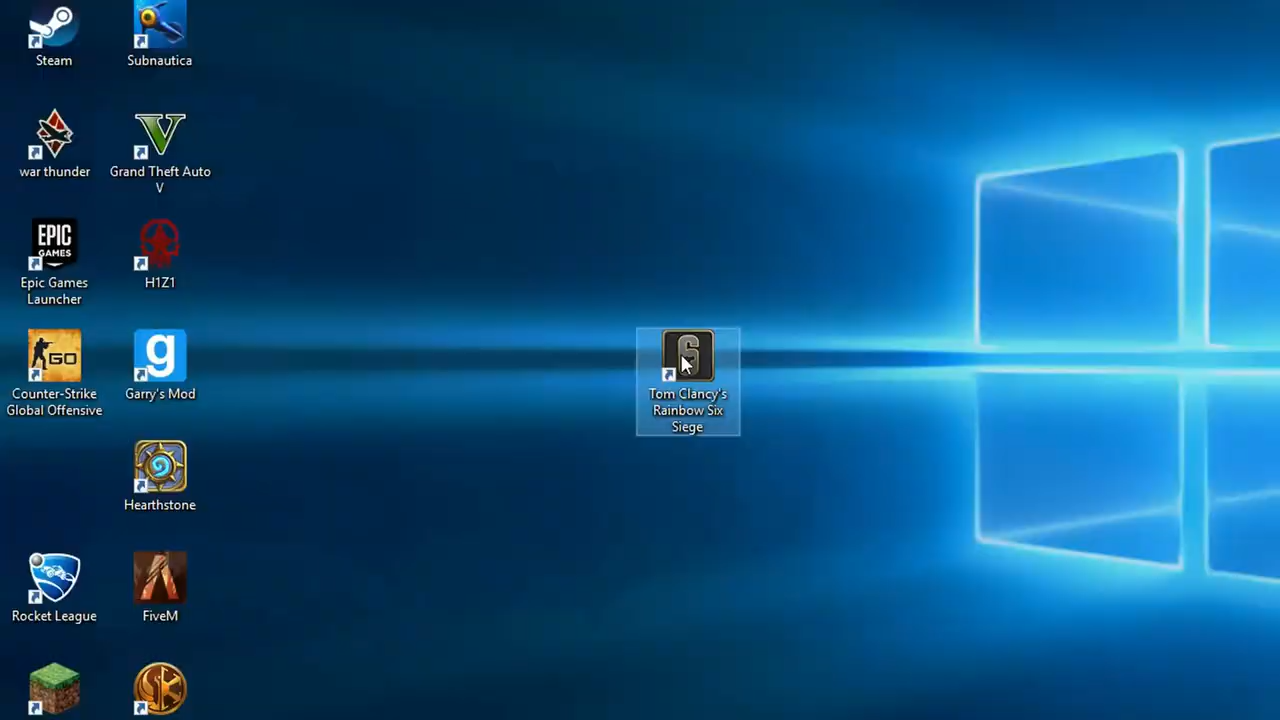 Steam
Subnautica
war thunder
Grand Theft Auto
V
EPIC
GAMES
Epic Games
Launcher
H1Z1
GO
Counter-Strike
Global Offensive
g
Garry's Mod
S
Tom Clancy's
Rainbow Six
Siege
Hearthstone
Rocket League
FiveM